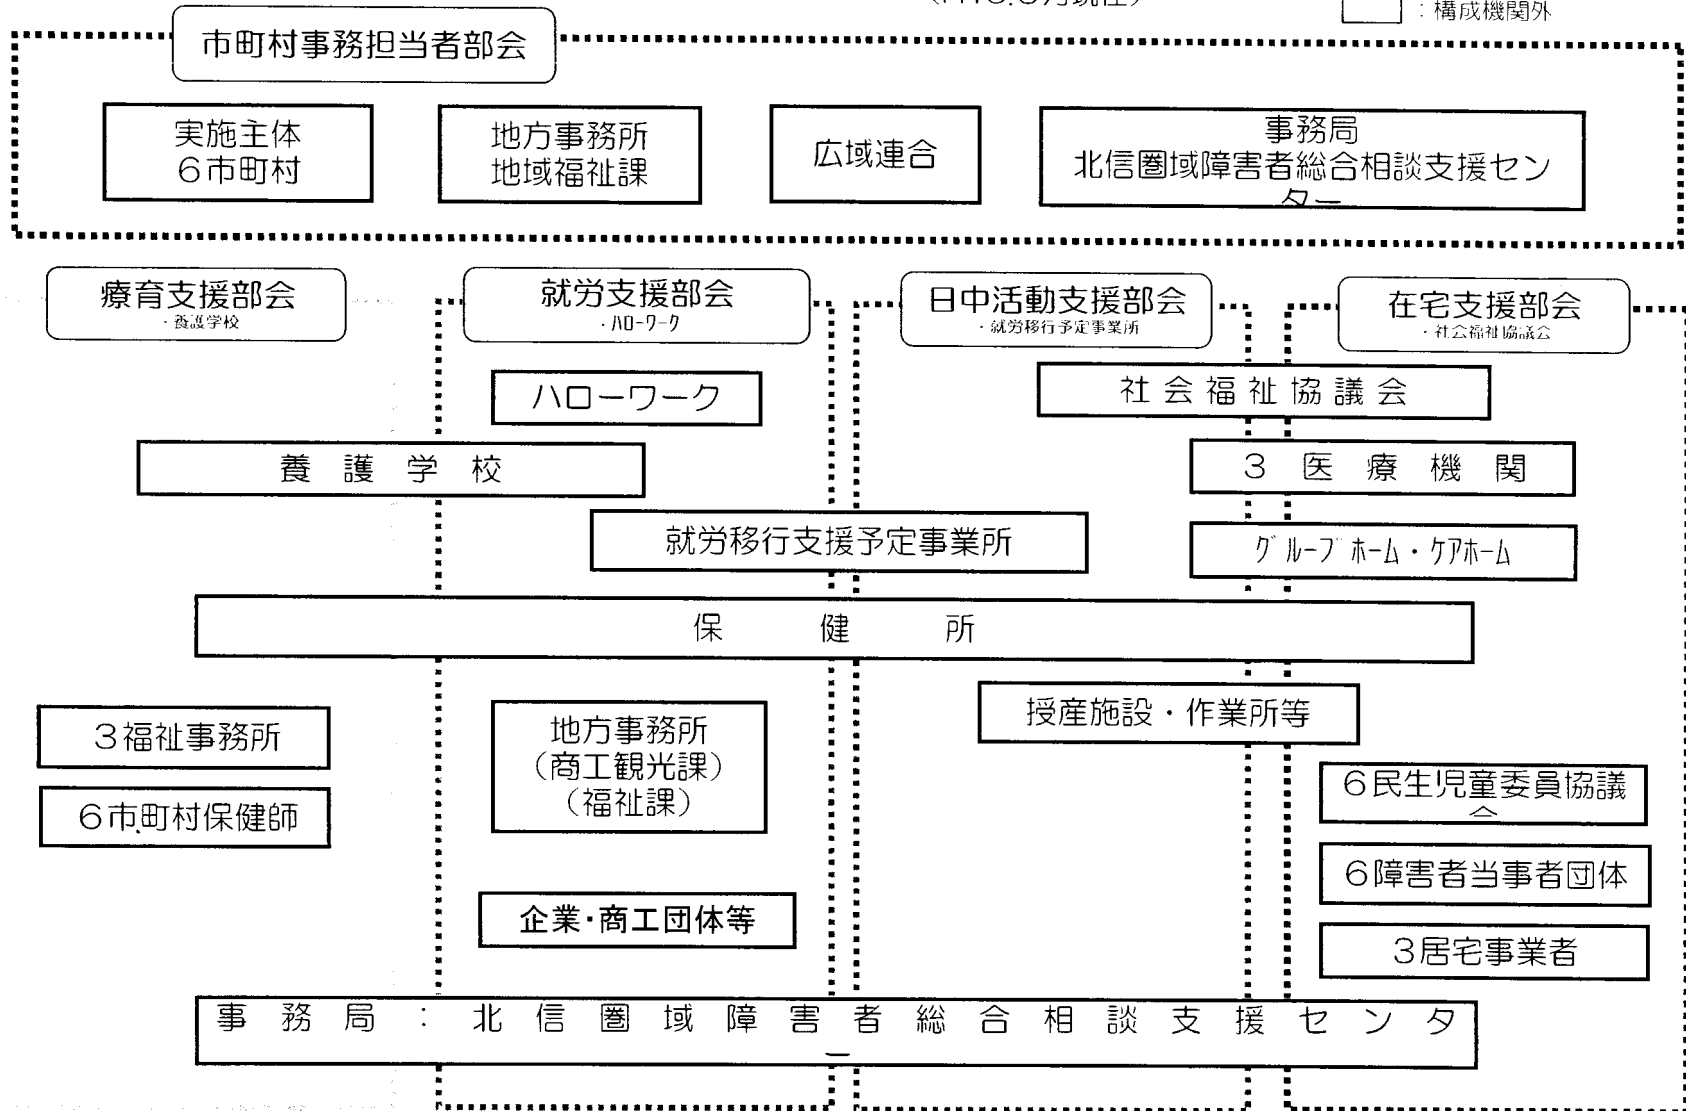 ：構成機関外
市町村事務担当者部会
実施主体
６市町村
地方事務所
地域福祉課
広域連合
事務局
北信圏域障害者総合相談支援セン
ター
療育支援部会
・養護学校
就労支援部会
・ﾊﾛｰﾜｰｸ
日中活動支援部会
・就労移行予定事業所
在宅支援部会
・社会福祉協議会
ハローワーク
社会福祉協議会
養護学校
３医療機関
就労移行支援予定事業所
ｸﾞﾙｰﾌﾟﾎｰﾑ・ｹｱﾎｰﾑ
保健所
授産施設・作業所等
３福祉事務所
６市町村保健師
地方事務所
（商工観光課）
（福祉課）
６民生児童委員協議
会
６障害者当事者団体
企業・商工団体等
３居宅事業者
事務局：北信圏域障害者総合相談支援センタ
ー